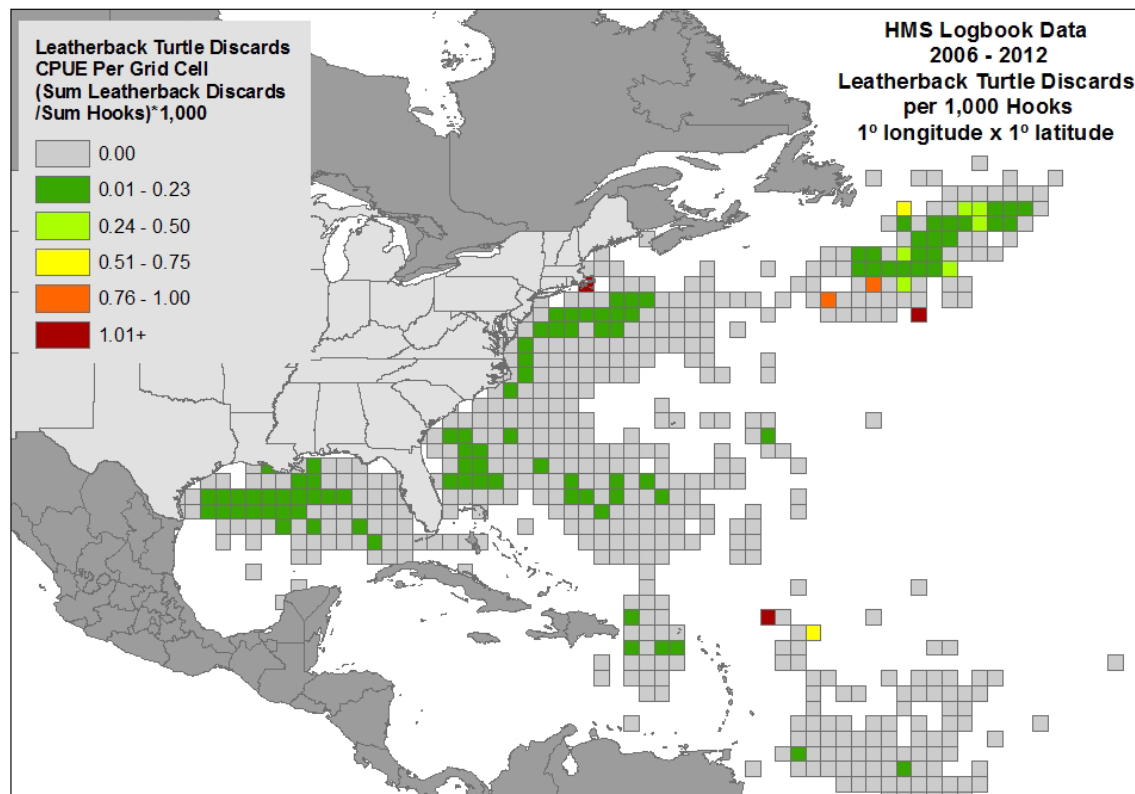 Leatherback Turtle Discards
CPUE Per Grid Cell
(Sum Leatherback Discards
/Sum Hooks)*1,000
0.00
0.01 - 0.23
0.24 - 0.50
0.51 - 0.75
0.76 - 1.00
1.01+
HMS Logbook Data
2006 - 2012
Leatherback Turtle Discards
per 1,000 Hooks
1º longitude x 1º latitude